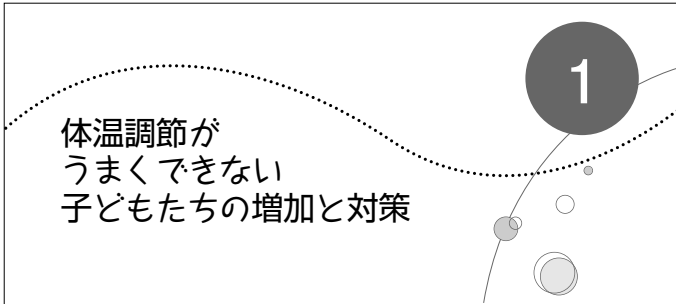 1
体温調節が
うまくできない
子どもたちの増加と対策